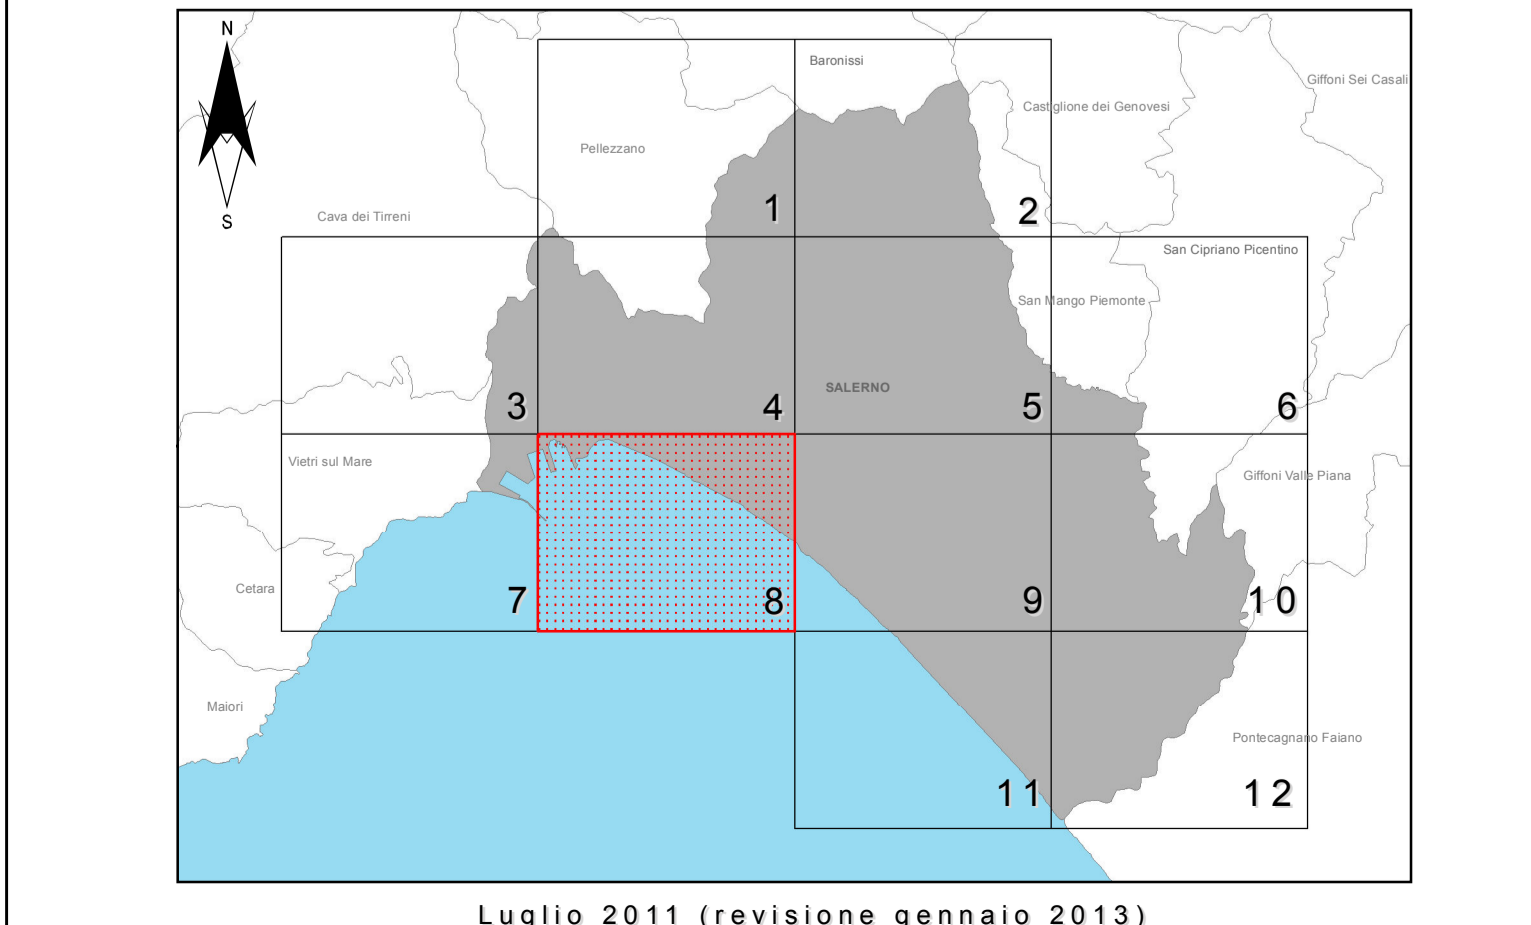 N
Baronissi
Giffoni Sei Casali
Castiglione dei Genovesi
Pellezzano
1
2
Cava dei Tirreni
S
San Cipriano Picentino
San Mango Piemonte
SALERNO
3
4
5
6
Vietri sul Mare
Giffoni Valle Piana
Cetara
7
8
9
10
Maiori
Pontecagnano Faiano
11
12
Luglio 2011 (revisione gennaio 2013)